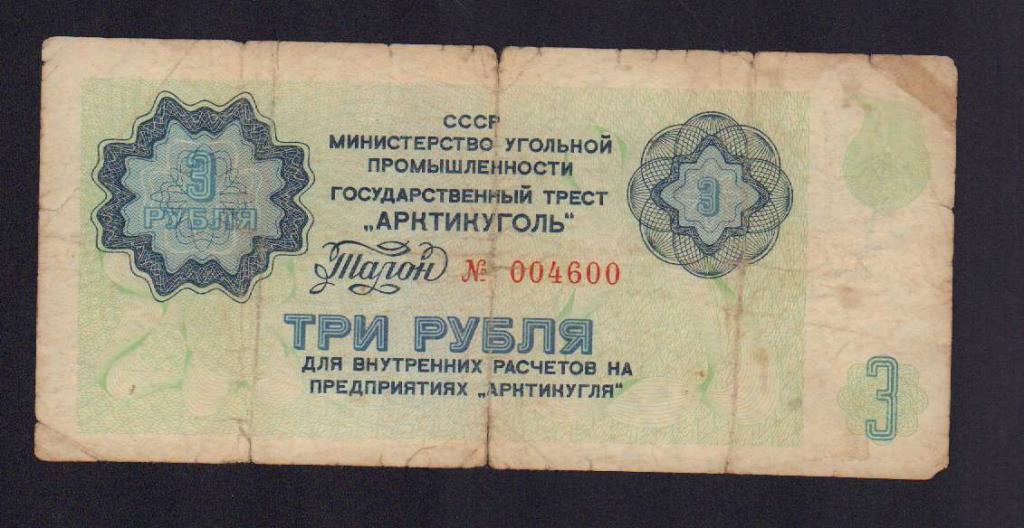 СССР
МИНИСТЕРСТВО УГОЛЬНОЙ
ПРОМЫШЛЕННОСТИ
ГОСУДАРСТВЕННЫЙ ТРЕСТ
„АРКТИКУГОЛЬ“
3
РУБЛЯ
3
Талон № 004600
ТРИ РУБЛЯ
ДЛЯ ВНУТРЕННИХ РАСЧЕТОВ НА
ПРЕДПРИЯТИЯХ „АРКТИКУГЛЯ“
3